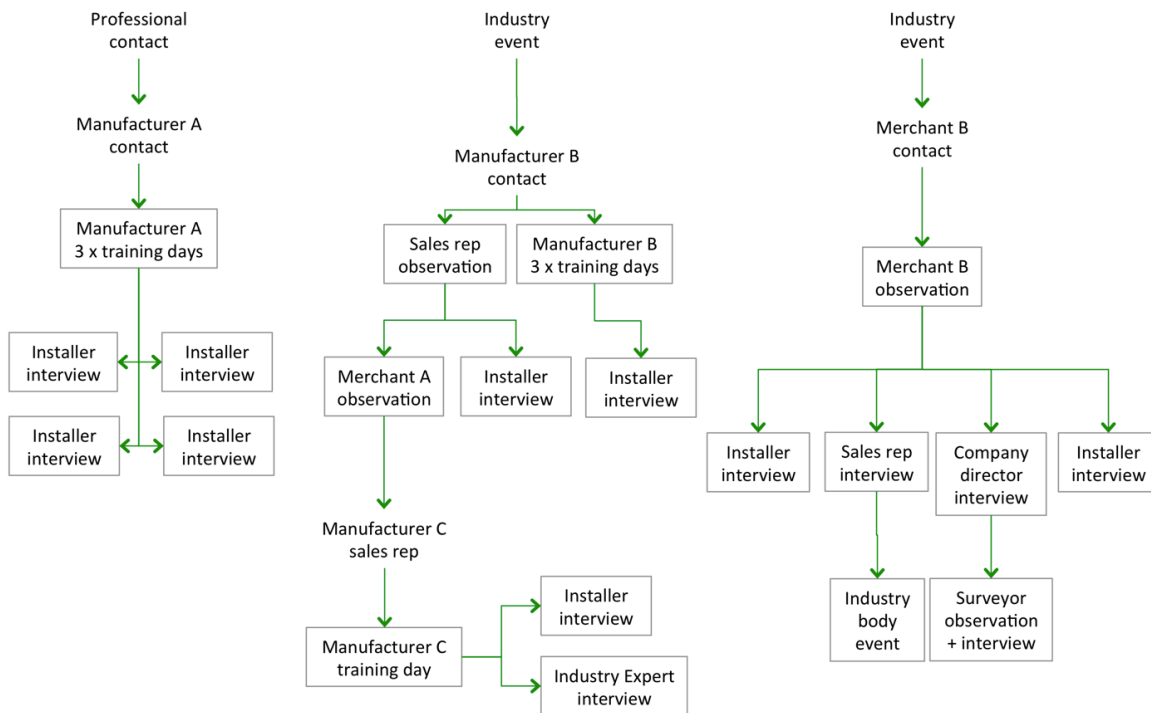 Professional
contact
Manufacturer A
contact
Manufacturer A
3 x training days
Installer
interview
Installer
interview
Installer
interview
Installer
interview
Industry
event
Manufacturer B
contact
Sales rep
observation
Manufacturer B
3 x training days
Merchant A
observation
Installer
interview
Installer
interview
Manufacturer C
sales rep
Manufacturer C
training day
Installer
interview
Industry Expert
interview
Industry
event
Merchant B
contact
Merchant B
observation
Installer
interview
Sales rep
interview
Company
director
interview
Installer
interview
Industry
body
event
Surveyor
observation
+ interview